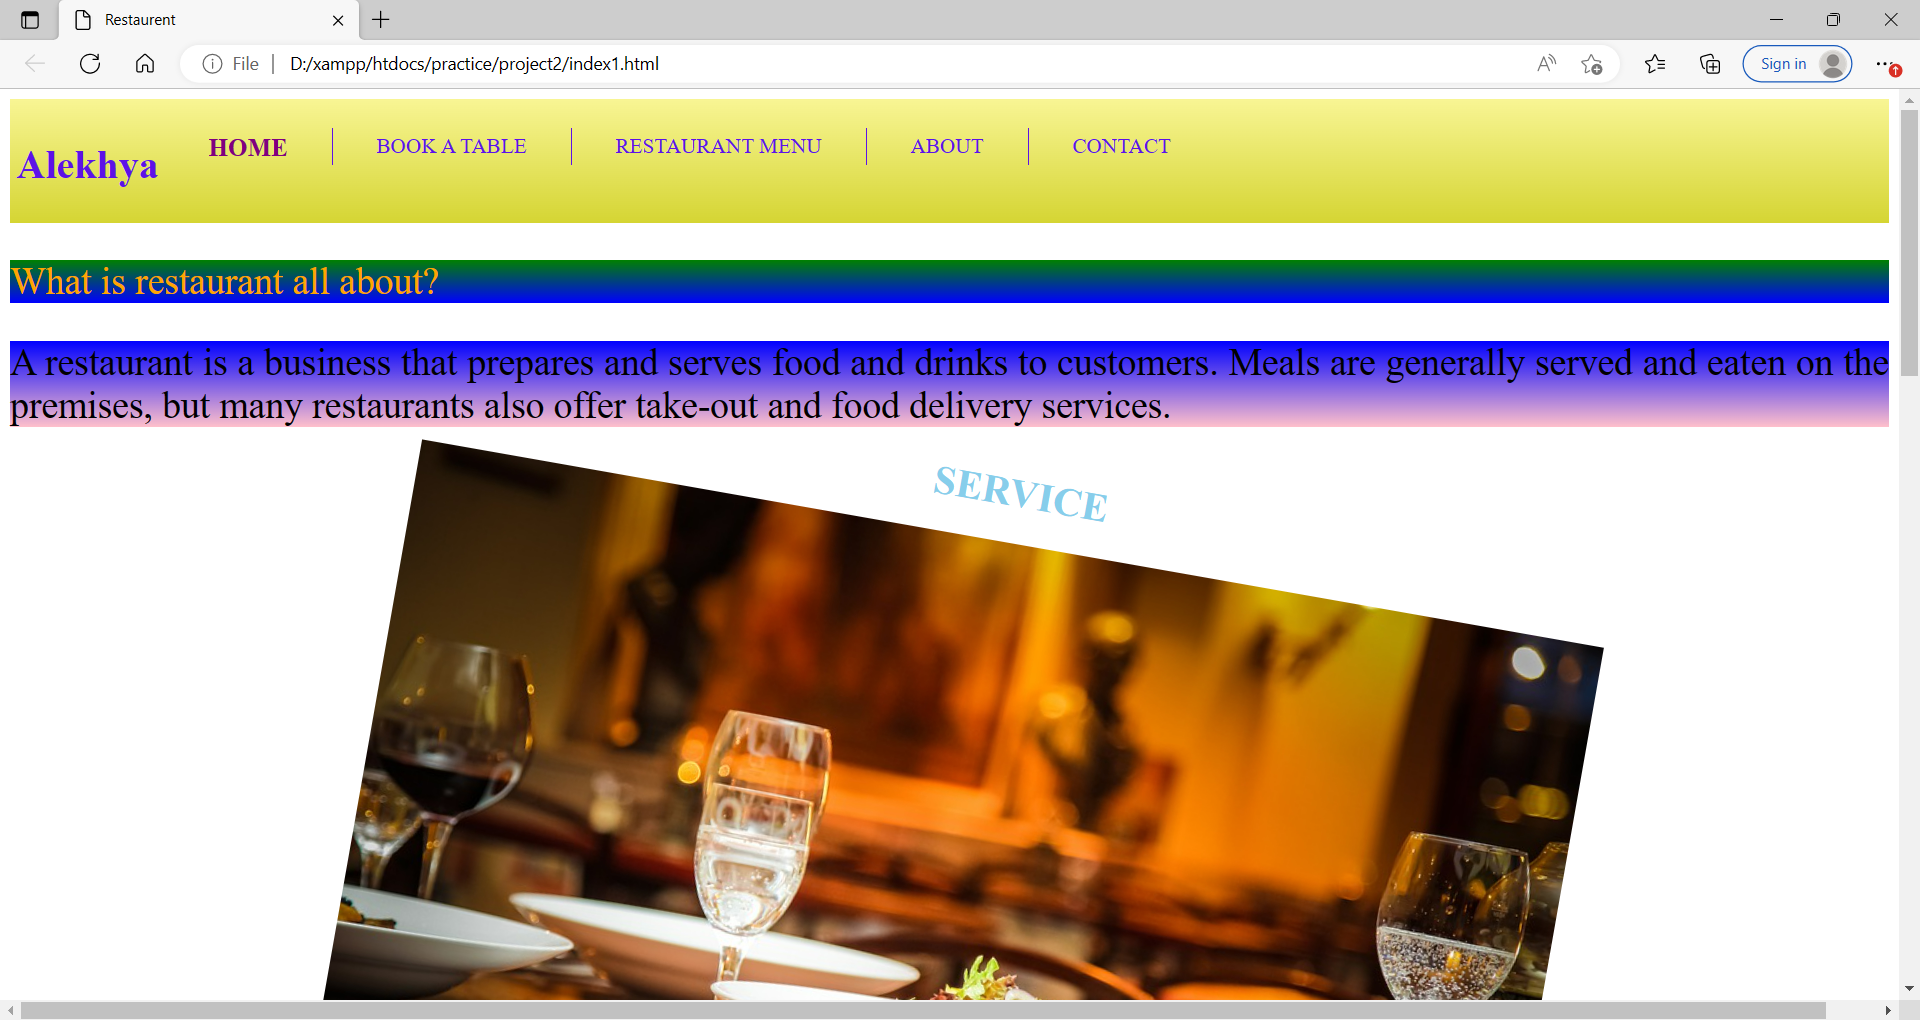 Restaurent
File
D:/xampp/htdocs/practice/project2/index1.html
Sign in
Alekhya
HOME
BOOK A TABLE
RESTAURANT MENU
ABOUT
CONTACT
What is restaurant all about?
A restaurant is a business that prepares and serves food and drinks to customers. Meals are generally served and eaten on the
premises, but many restaurants also offer take-out and food delivery services.
SERVICE